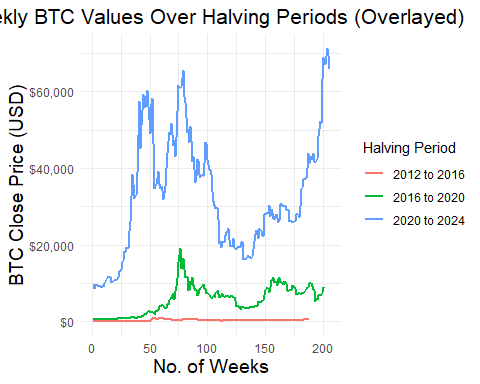 ekly BTC Values Over Halving Periods (Overlayed)
BTC Close Price (USD)
$60,000
$40,000
$20,000
$0
0 50 100 150 200
No. of Weeks
Halving Period
2012 to 2016
2016 to 2020
2020 to 2024